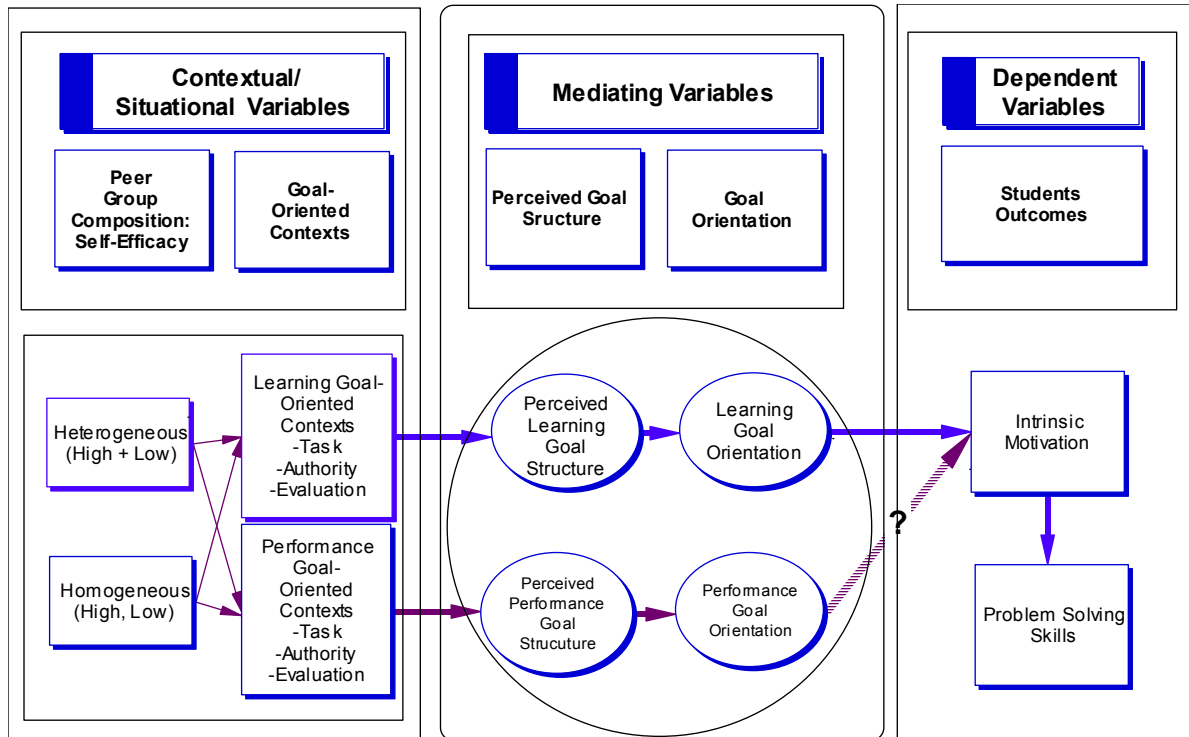 Contextual/
Situational Variables
Mediating Variables
Dependent
Variables
Peer
Group
Composition:
Self-Efficacy
Goal-
Oriented
Contexts
Perceived Goal
Sructure
Goal
Orientation
Students
Outcomes
Heterogeneous
(High + Low)
Homogeneous
(High, Low)
Learning Goal-
Oriented
Contexts
-Task
-Authority
-Evaluation
Performance
Goal-
Oriented
Contexts
-Task
-Authority
-Evaluation
Perceived
Learning
Goal
Structure
Learning
Goal
Orientation
Perceived
Performance
Goal
Strucuture
Performance
Goal
Orientation
?
Intrinsic
Motivation
Problem Solving
Skills